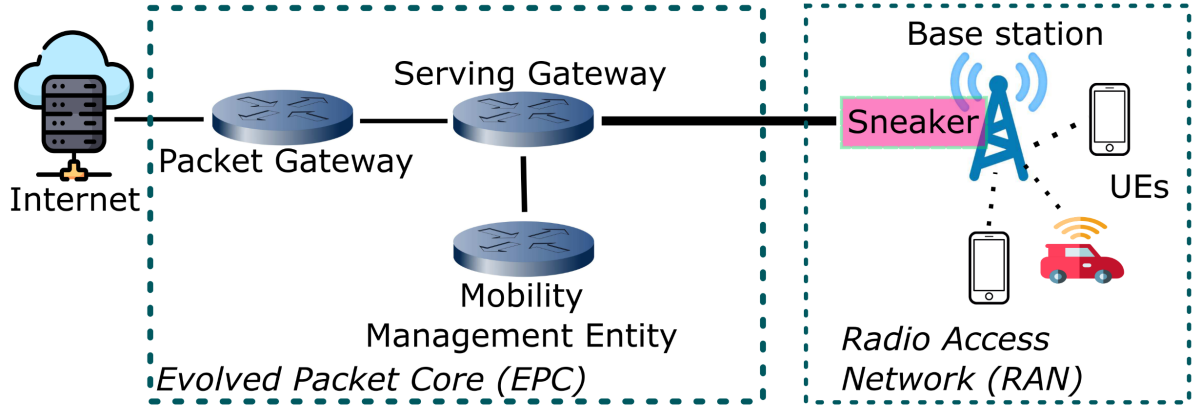 Internet
Packet Gateway
Serving Gateway
Mobility
Management Entity
Evolved Packet Core (EPC)
Base station
Sneaker
UEs
Radio Access
Network (RAN)